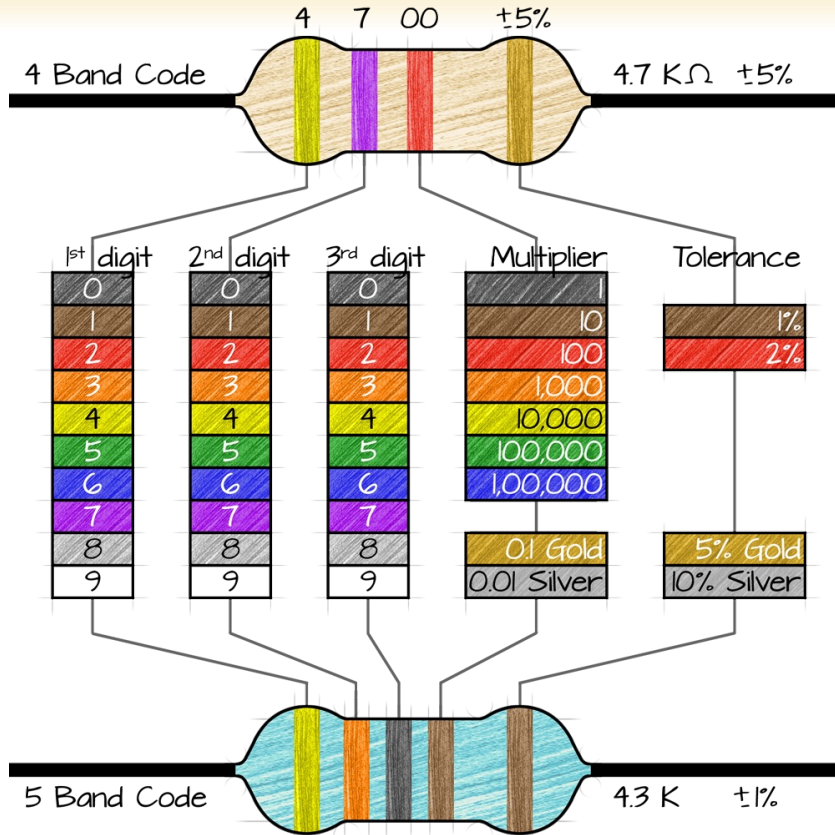 4 7 00 ±5%
4 Band Code 4.7 KΩ ±5%
1st digit 2nd digit 3rd digit Multiplier Tolerance
0 0 0 1
1 1 1 10 1%
2 2 2 100 2%
3 3 3 1,000
4 4 4 10,000
5 5 5 100,000
6 6 6 1,00,000
7 7 7
8 8 8 0.1 Gold 5% Gold
9 9 9 0.01 Silver 10% Silver
5 Band Code 4.3 K ±1%